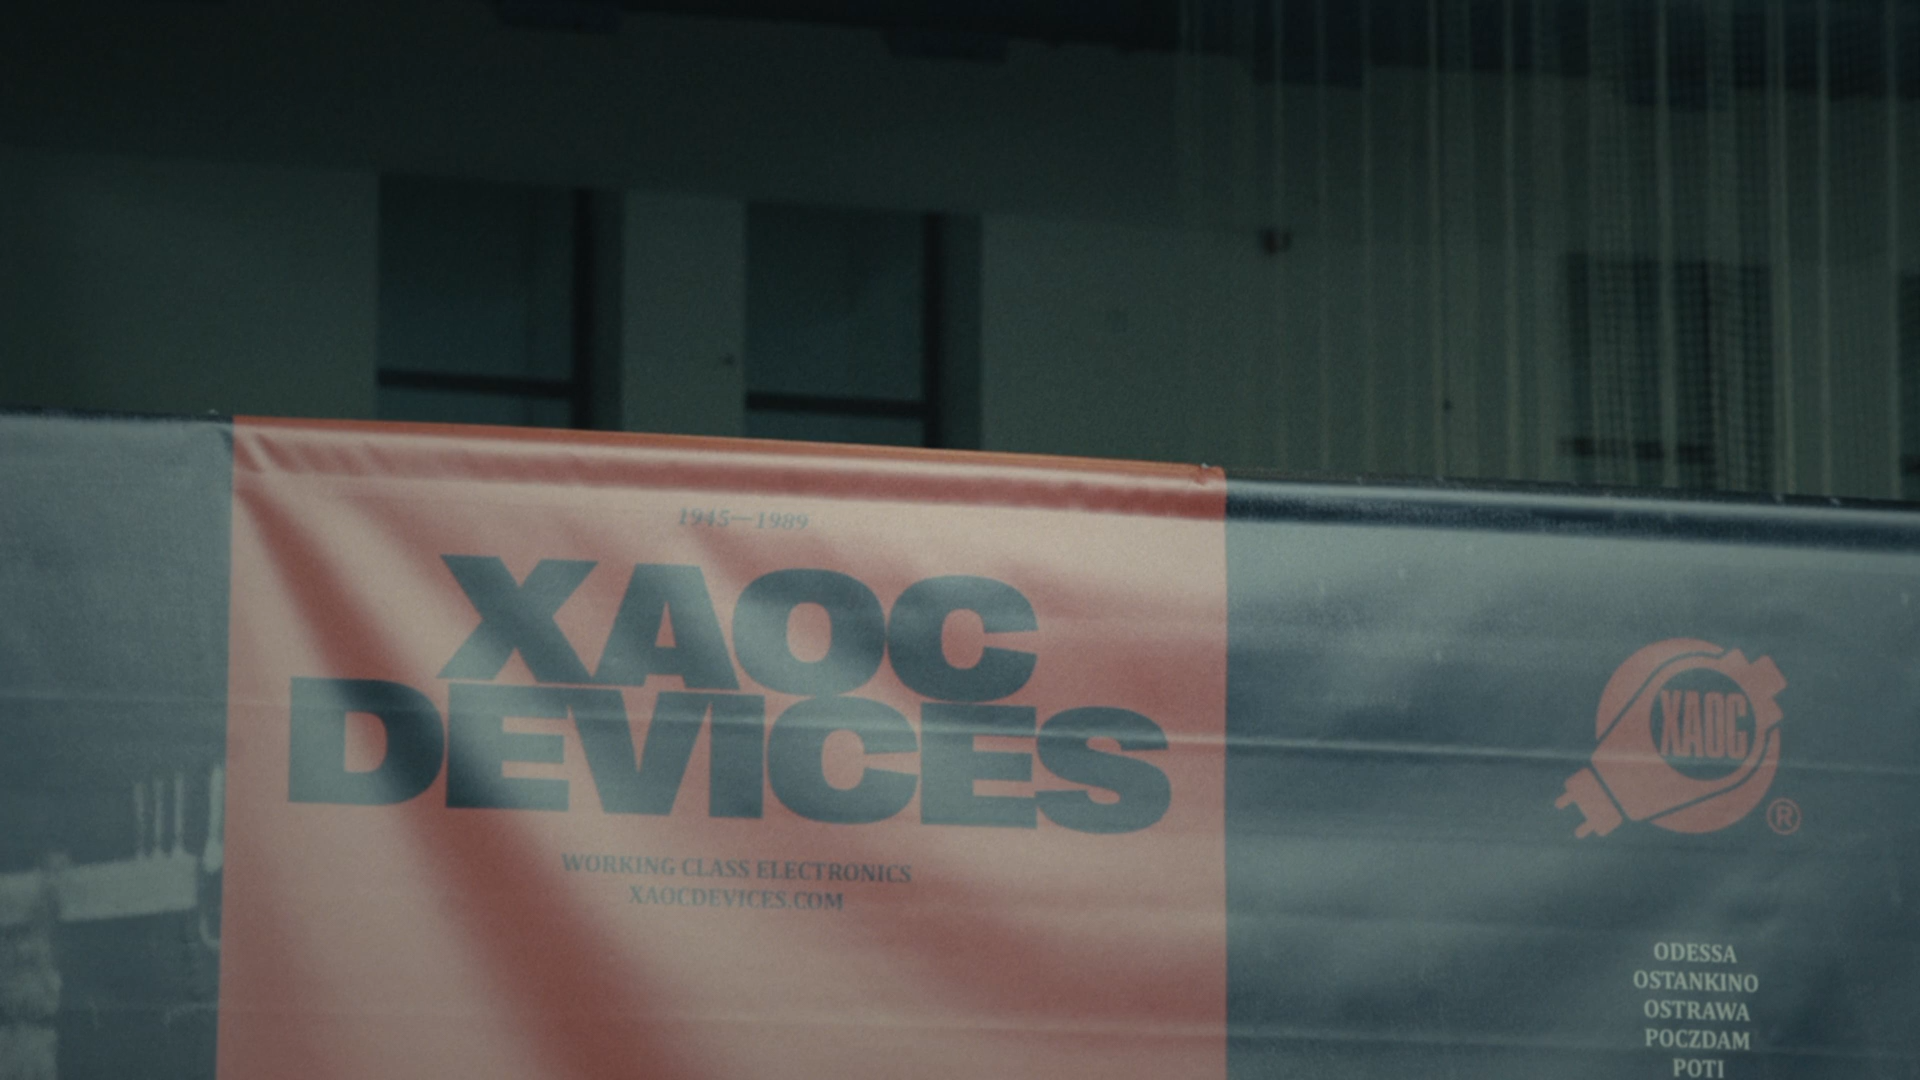 1945—1989
XAOC
DEVICES
WORKING CLASS ELECTRONICS
XAOCDEVICES.COM
XAOC
®
ODESSA
OSTANKINO
OSTRAWA
POCZDAM
POTI